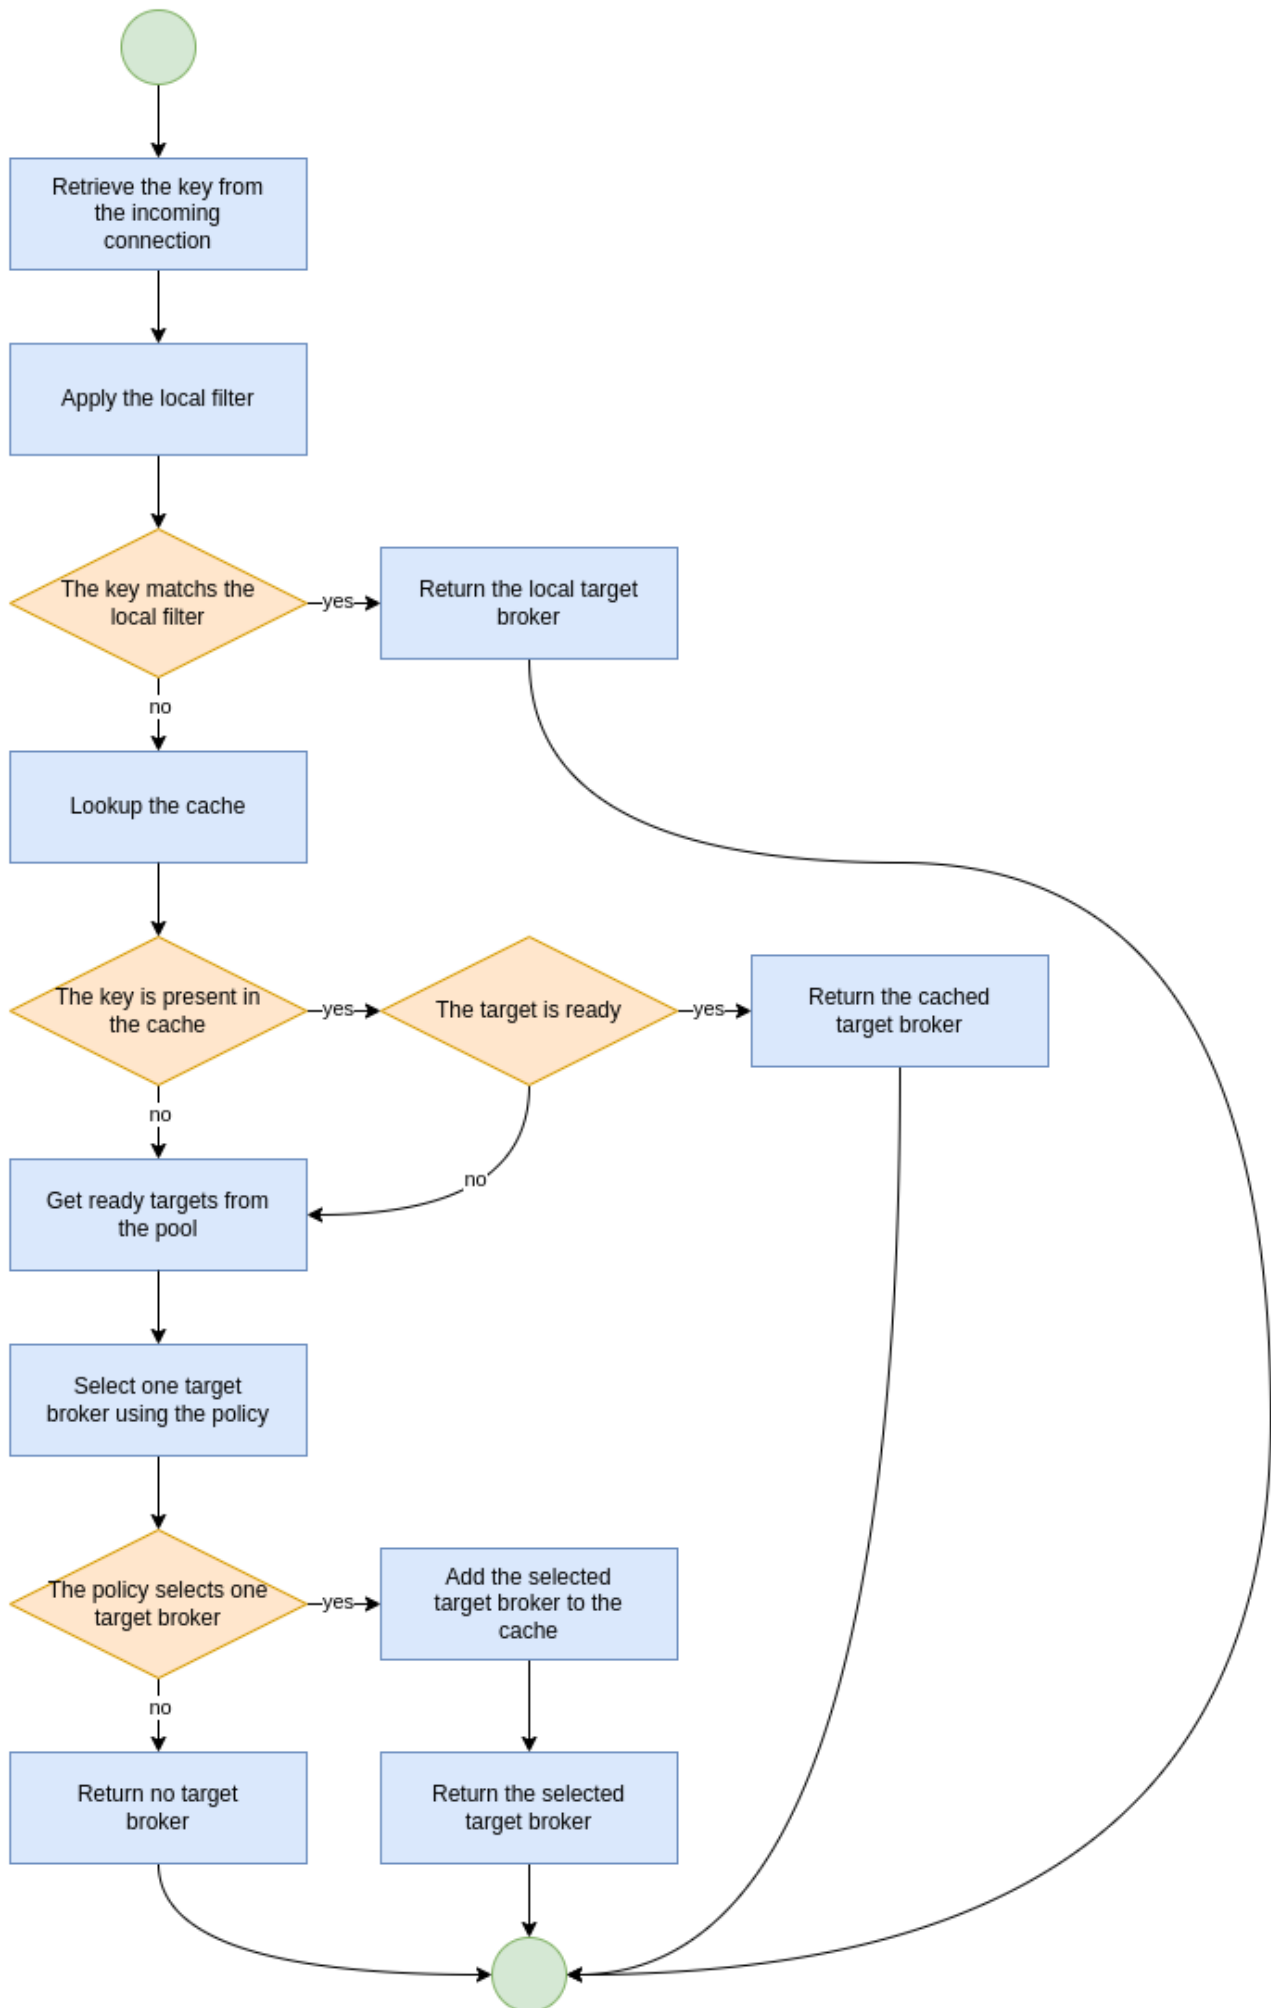 Retrieve the key from
the incoming
connection
Apply the local filter
The key matchs the
local filter
yes
Return the local target
broker
no
Lookup the cache
The key is present in
the cache
yes
The target is ready
yes
Return the cached
target broker
no
no
Get ready targets from
the pool
Select one target
broker using the policy
The policy selects one
target broker
yes
Add the selected
target broker to the
cache
no
Return no target
broker
Return the selected
target broker